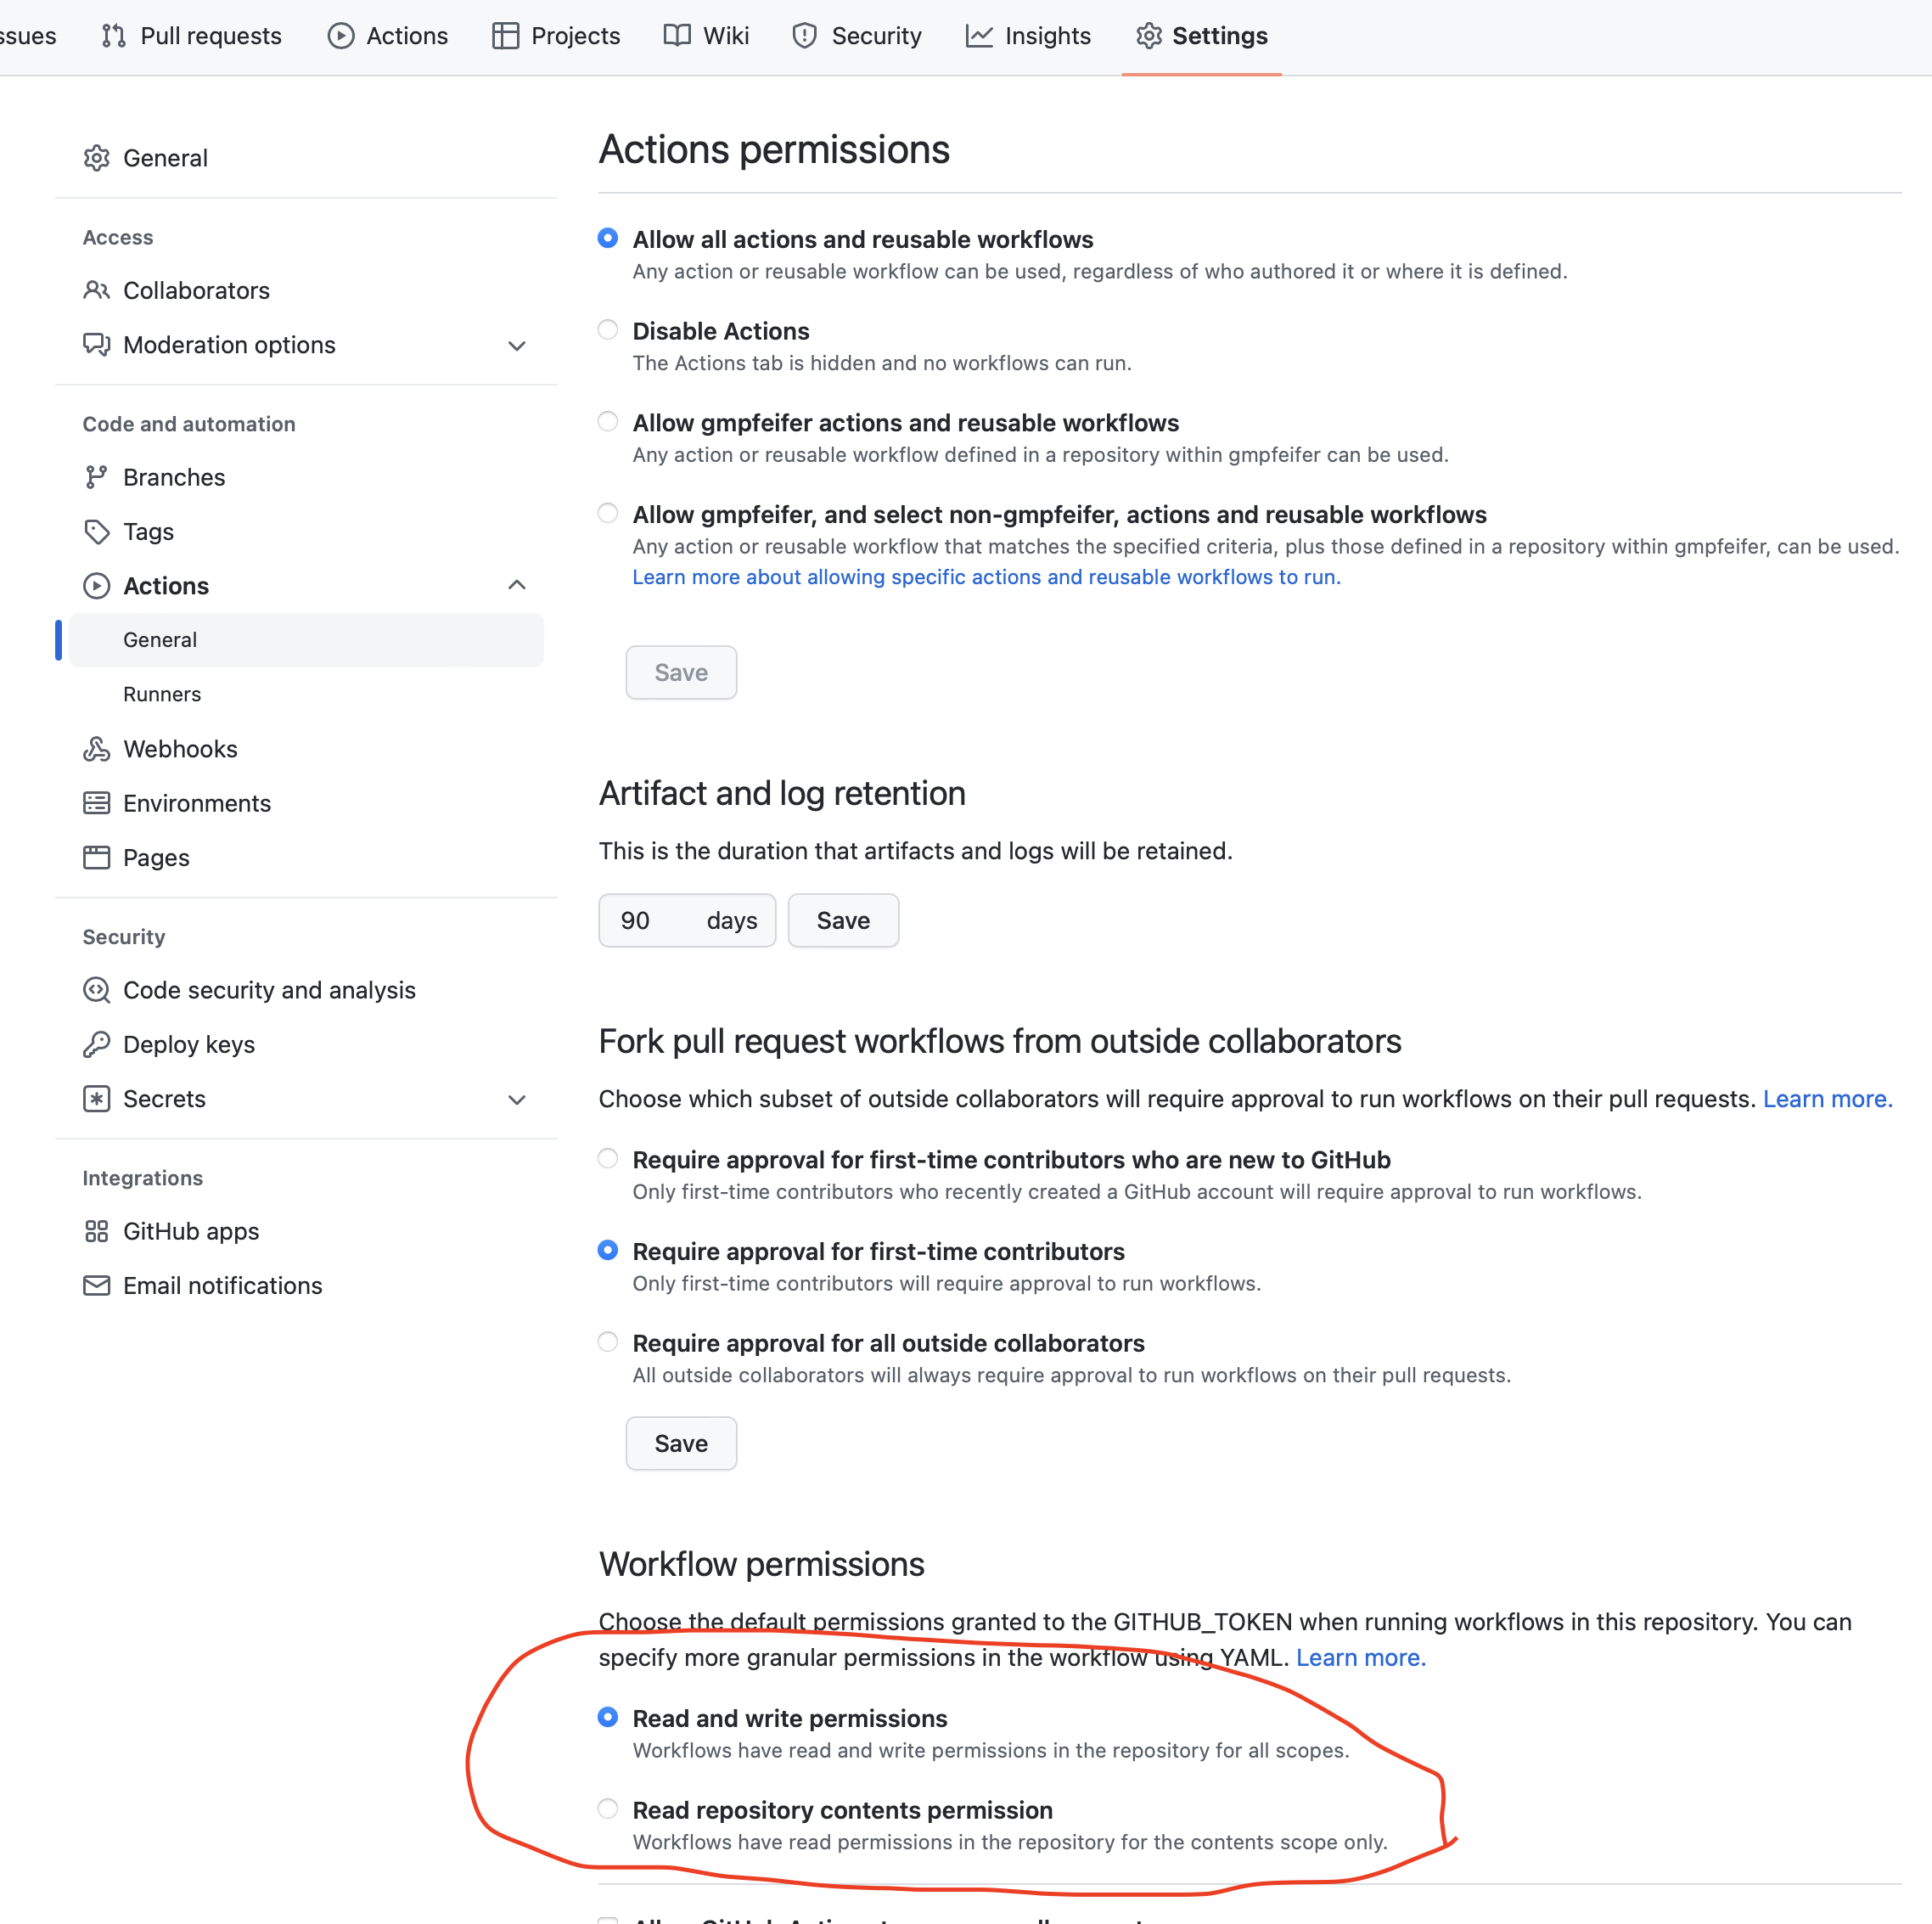 ssues Pull requests Actions Projects Wiki Security Insights Settings
General
Access
Collaborators
Moderation options
Code and automation
Branches
Tags
Actions
General
Runners
Webhooks
Environments
Pages
Security
Code security and analysis
Deploy keys
Secrets
Integrations
GitHub apps
Email notifications
Actions permissions
Allow all actions and reusable workflows
Any action or reusable workflow can be used, regardless of who authored it or where it is defined.
Disable Actions
The Actions tab is hidden and no workflows can run.
Allow gmpfeifer actions and reusable workflows
Any action or reusable workflow defined in a repository within gmpfeifer can be used.
Allow gmpfeifer, and select non-gmpfeifer, actions and reusable workflows
Any action or reusable workflow that matches the specified criteria, plus those defined in a repository within gmpfeifer, can be used.
Learn more about allowing specific actions and reusable workflows to run.
Save
Artifact and log retention
This is the duration that artifacts and logs will be retained.
90 days Save
Fork pull request workflows from outside collaborators
Choose which subset of outside collaborators will require approval to run workflows on their pull requests. Learn more.
Require approval for first-time contributors who are new to GitHub
Only first-time contributors who recently created a GitHub account will require approval to run workflows.
Require approval for first-time contributors
Only first-time contributors will require approval to run workflows.
Require approval for all outside collaborators
All outside collaborators will always require approval to run workflows on their pull requests.
Save
Workflow permissions
Choose the default permissions granted to the GITHUB_TOKEN when running workflows in this repository. You can
specify more granular permissions in the workflow using YAML. Learn more.
Read and write permissions
Workflows have read and write permissions in the repository for all scopes.
Read repository contents permission
Workflows have read permissions in the repository for the contents scope only.